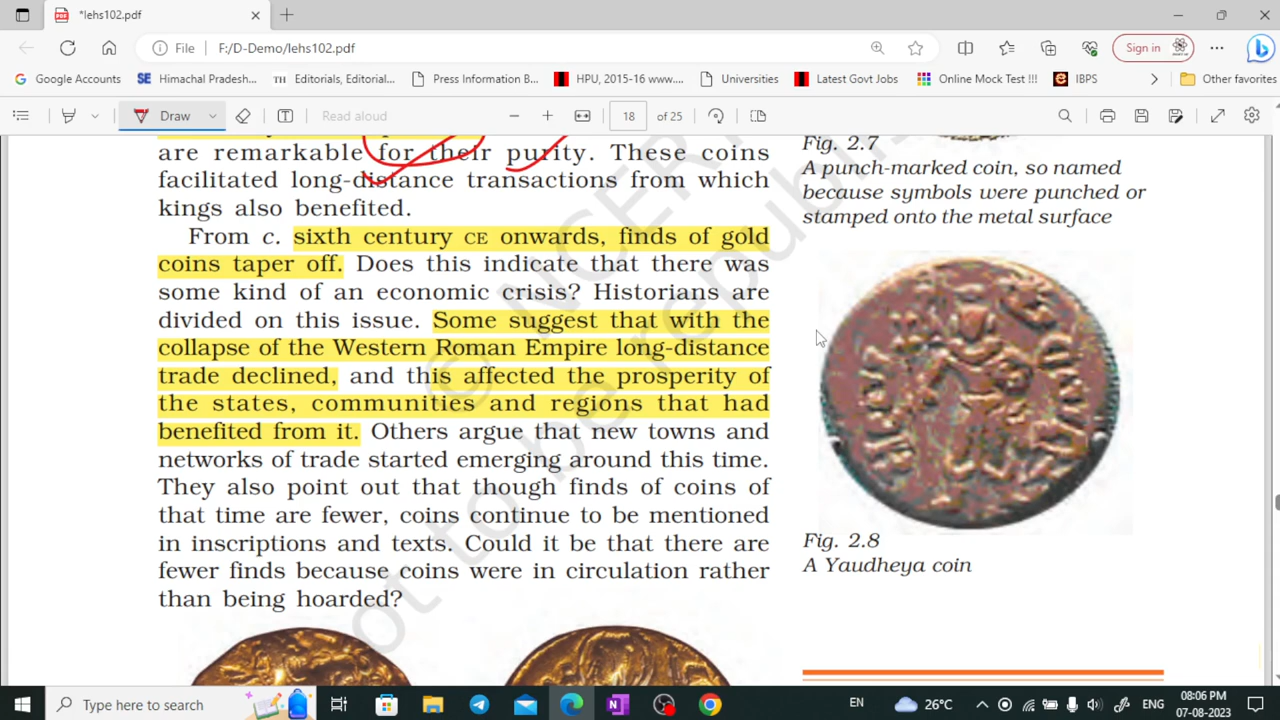 *lehs102.pdf
File
F:/D-Demo/lehs102.pdf
Sign in
Google Accounts
SE Himachal Pradesh...
TH Editorials, Editorial...
Press Information B...
HPU, 2015-16 www....
Universities
Latest Govt Jobs
Online Mock Test !!!
IBPS
Other favorites
Draw
Read aloud
18 of 25
are remarkable for their purity. These coins
facilitated long-distance transactions from which
kings also benefited.
From c. sixth century CE onwards, finds of gold
coins taper off. Does this indicate that there was
some kind of an economic crisis? Historians are
divided on this issue. Some suggest that with the
collapse of the Western Roman Empire long-distance
trade declined, and this affected the prosperity of
the states, communities and regions that had
benefited from it. Others argue that new towns and
networks of trade started emerging around this time.
They also point out that though finds of coins of
that time are fewer, coins continue to be mentioned
in inscriptions and texts. Could it be that there are
fewer finds because coins were in circulation rather
than being hoarded?
Fig. 2.7
A punch-marked coin, so named
because symbols were punched or
stamped onto the metal surface
Fig. 2.8
A Yaudheya coin
© NCERT
not to be republi
Type here to search
EN
26°C
ENG
08:06 PM
07-08-2023